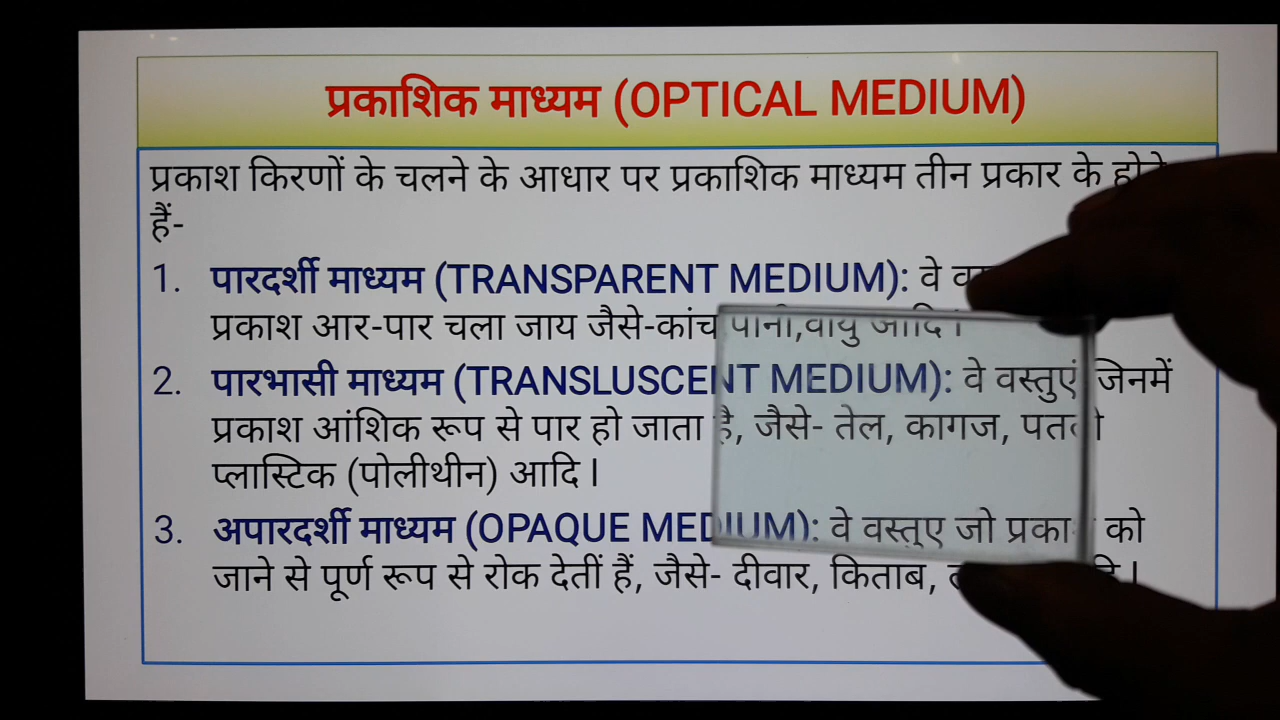 प्रकाशिक माध्यम (OPTICAL MEDIUM)
प्रकाश किरणों के चलने के आधार पर प्रकाशिक माध्यम तीन प्रकार के होते
हैं-
1. पारदर्शी माध्यम (TRANSPARENT MEDIUM): वे
प्रकाश आर-पार चला जाय जैसे-कांच पानी,वायु आदि ।
2. पारभासी माध्यम (TRANSLUSCENT MEDIUM): वे वस्तुएं जिनमें
प्रकाश आंशिक रूप से पार हो जाता है, जैसे- तेल, कागज, पतली
प्लास्टिक (पोलीथीन) आदि ।
3. अपारदर्शी माध्यम (OPAQUE MEDIUM): वे वस्तुए जो प्रकाश को
जाने से पूर्ण रूप से रोक देतीं हैं, जैसे- दीवार, किताब,